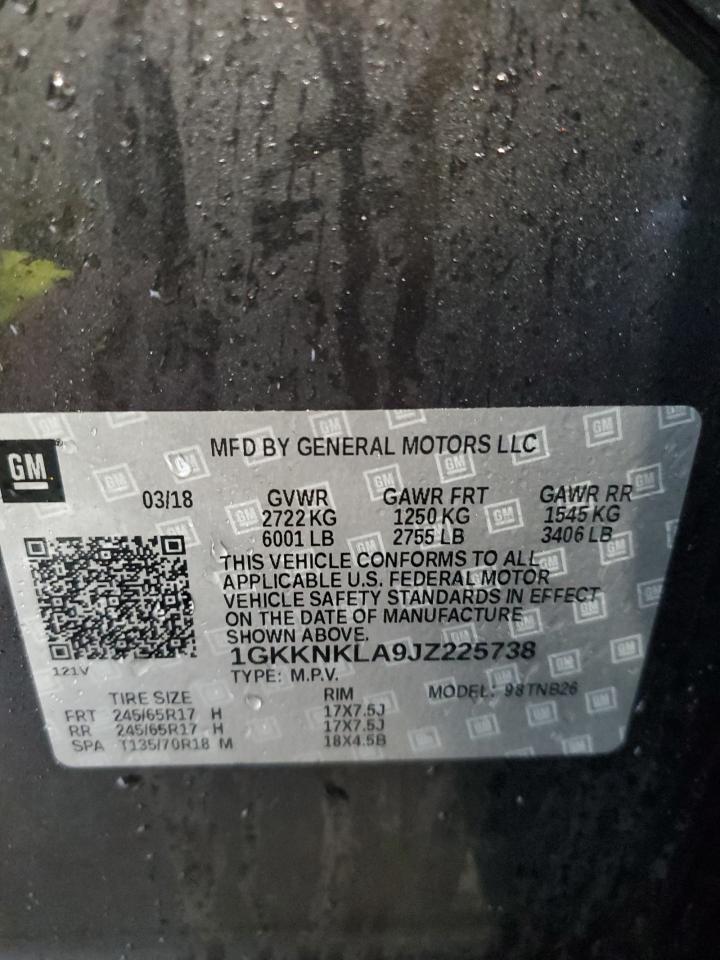 GM
MFD BY GENERAL MOTORS LLC
03/18 GVWR GAWR FRT GAWR RR
2722 KG 1250 KG 1545 KG
6001 LB 2755 LB 3406 LB
THIS VEHICLE CONFORMS TO ALL
APPLICABLE U.S. FEDERAL MOTOR
VEHICLE SAFETY STANDARDS IN EFFECT
ON THE DATE OF MANUFACTURE
SHOWN ABOVE.
1GKKNKLA9JZ225738
121V
TYPE: M.P.V.
TIRE SIZE RIM MODEL: 98TNB26
FRT 245/65R17 H 17X7.5J
RR 245/65R17 H 17X7.5J
SPA T135/70R18 M 18X4.5B